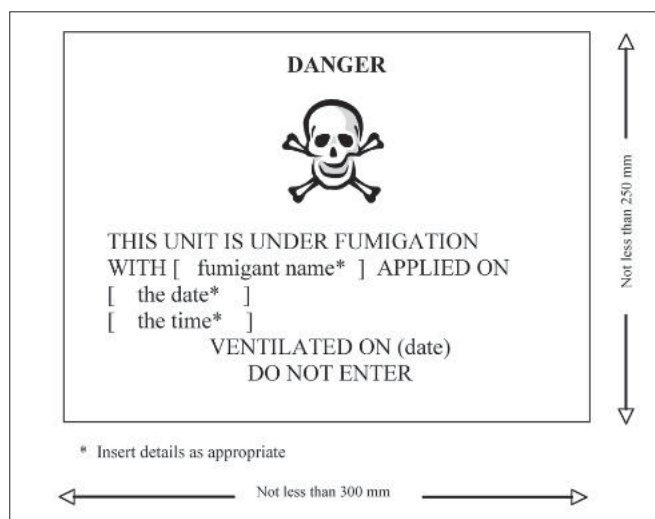 DANGER
THIS UNIT IS UNDER FUMIGATION
WITH [ fumigant name* ] APPLIED ON
[ the date* ]
[ the time* ]
VENTILATED ON (date)
DO NOT ENTER
* Insert details as appropriate
Not less than 300 mm
Not less than 250 mm